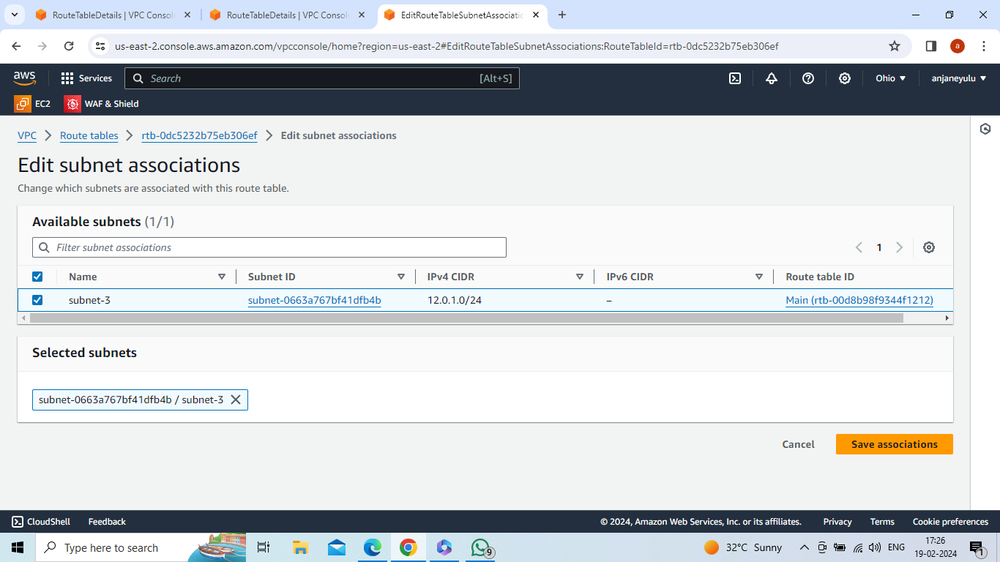 RouteTableDetails | VPC Consol
RouteTableDetails | VPC Consol
EditRouteTableSubnetAssociatio
us-east-2.console.aws.amazon.com/vpcconsole/home?region=us-east-2#EditRouteTableSubnetAssociations:RouteTableId=rtb-0dc5232b75eb306ef
a
aws
Services
Search
[Alt+S]
Ohio
anjaneyulu
EC2
WAF & Shield
VPC
Route tables
rtb-0dc5232b75eb306ef
Edit subnet associations
Edit subnet associations
Change which subnets are associated with this route table.
Available subnets (1/1)
Filter subnet associations
1
Name
Subnet ID
IPv4 CIDR
IPv6 CIDR
Route table ID
subnet-3
subnet-0663a767bf41dfb4b
12.0.1.0/24
–
Main (rtb-00d8b98f9344f1212)
Selected subnets
subnet-0663a767bf41dfb4b / subnet-3
Cancel
Save associations
CloudShell
Feedback
© 2024, Amazon Web Services, Inc. or its affiliates.
Privacy
Terms
Cookie preferences
Type here to search
9
32°C Sunny
ENG
17:26
19-02-2024
1